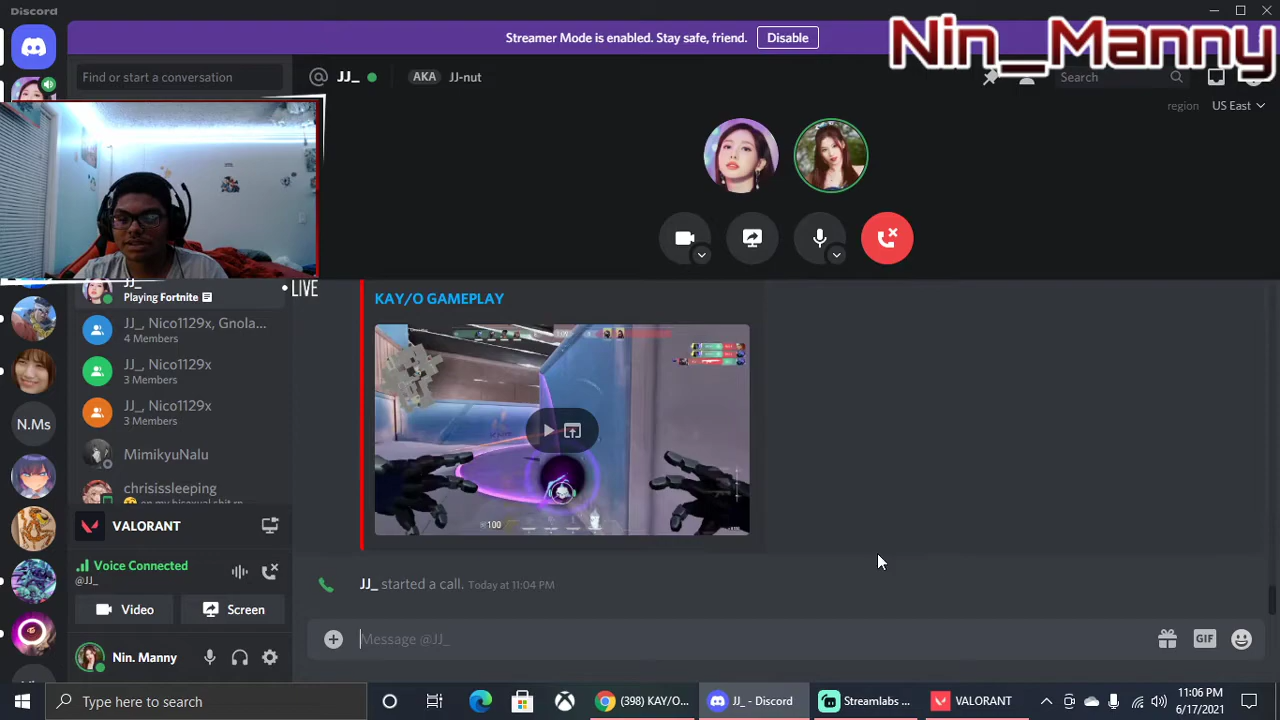 Discord
Streamer Mode is enabled. Stay safe, friend.
Disable
Nin_Manny
Find or start a conversation
@ JJ_
AKA
JJ-nut
Search
region
US East
LIVE
JJ_
Playing Fortnite
JJ_, Nico1129x, Gnola...
4 Members
JJ_, Nico1129x
3 Members
JJ_, Nico1129x
3 Members
MimikyuNalu
chrisissleeping
N.Ms
KAY/O GAMEPLAY
100
VALORANT
Voice Connected
@JJ_
Video
Screen
Nin. Manny
JJ_ started a call. Today at 11:04 PM
Message @JJ_
GIF
Type here to search
(398) KAY/O...
JJ_ - Discord
Streamlabs ...
VALORANT
11:06 PM
6/17/2021